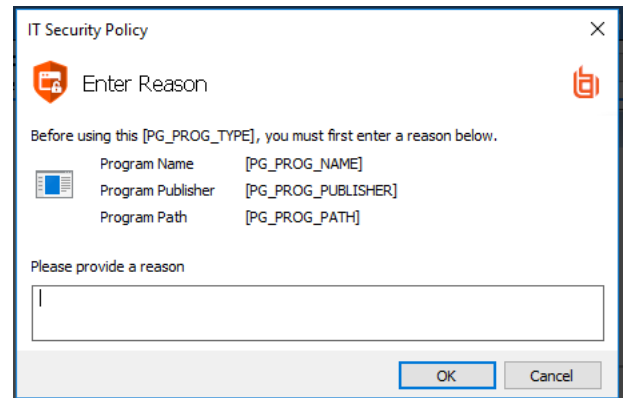 IT Security Policy
Enter Reason
Before using this [PG_PROG_TYPE], you must first enter a reason below.
Program Name [PG_PROG_NAME]
Program Publisher [PG_PROG_PUBLISHER]
Program Path [PG_PROG_PATH]
Please provide a reason
OK Cancel